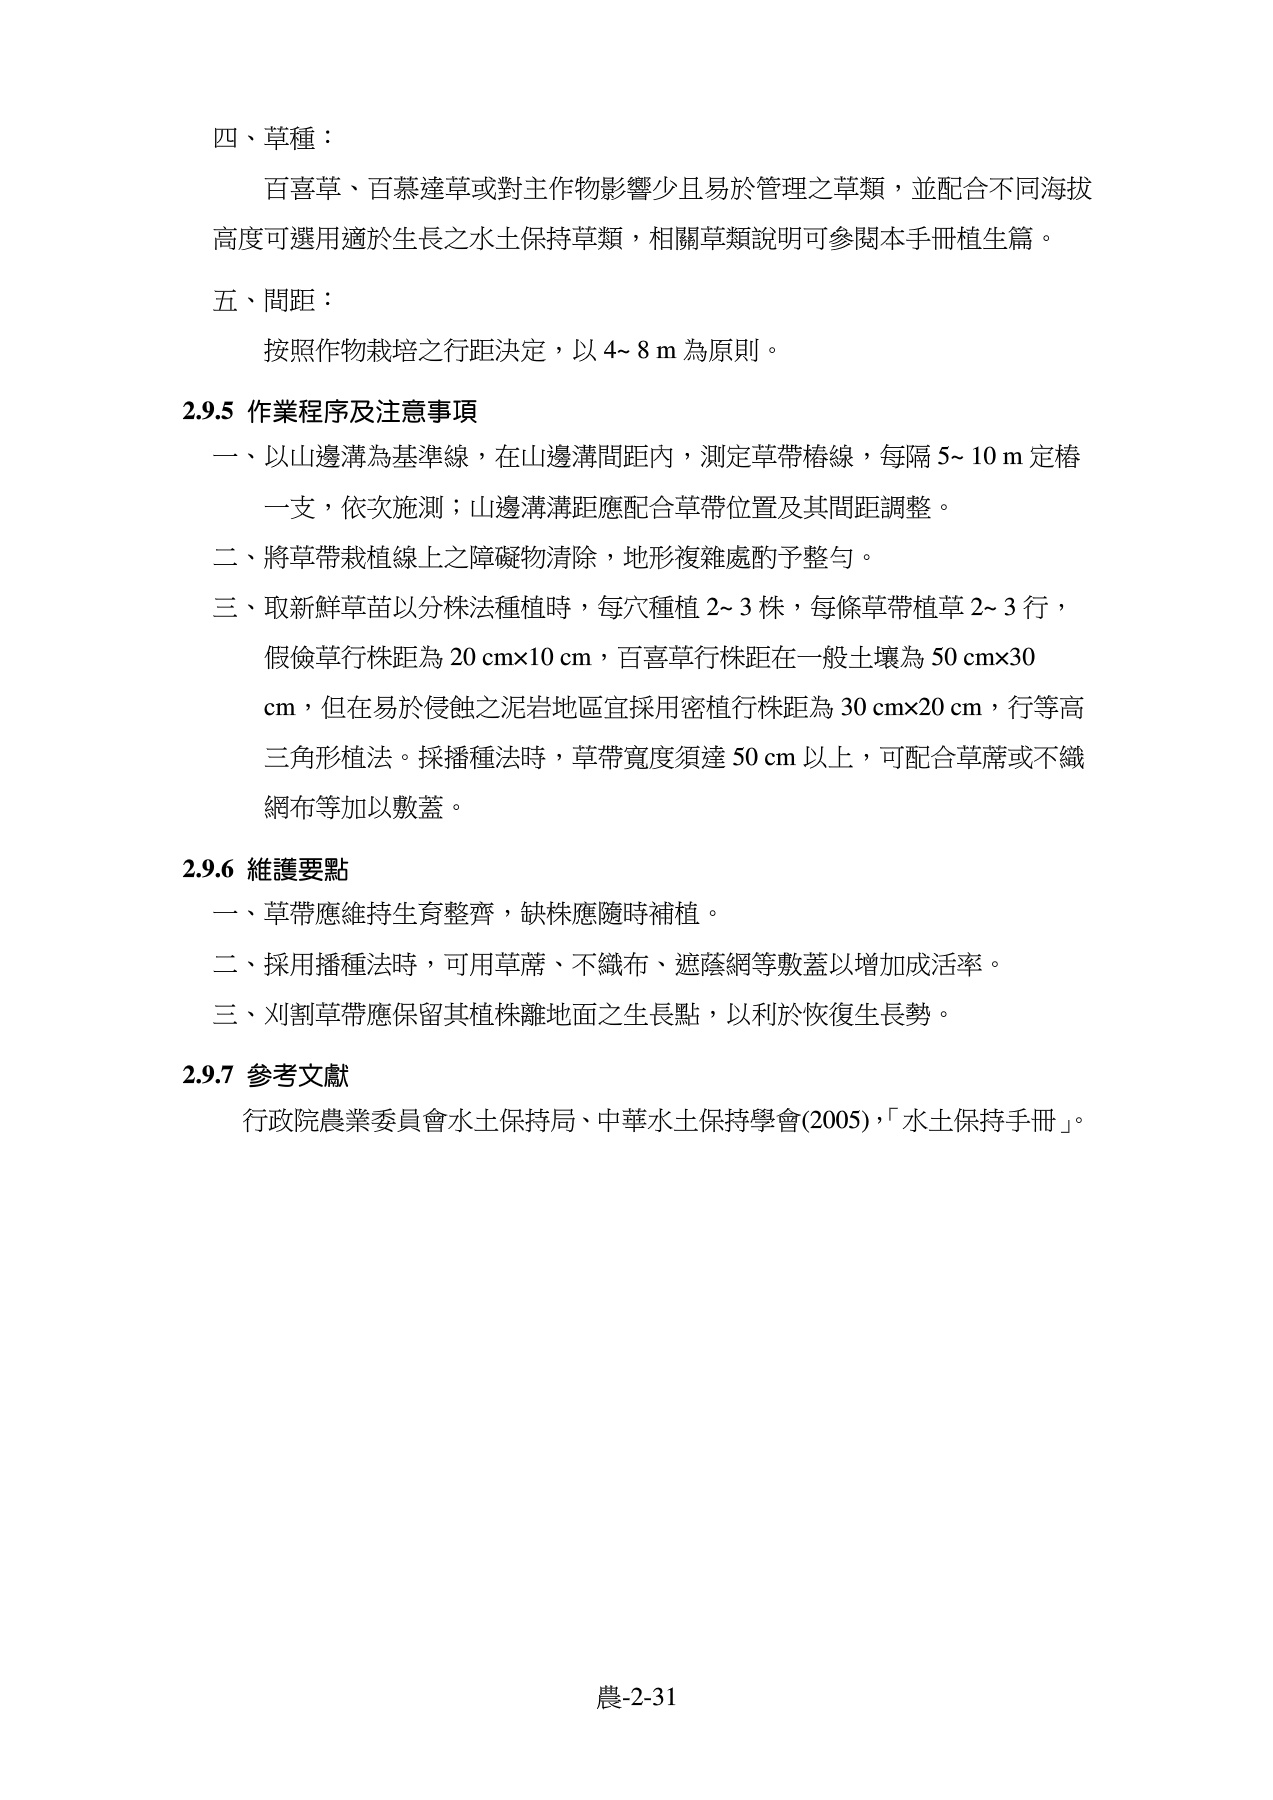 四、草種：
百喜草、百慕達草或對主作物影響少且易於管理之草類，並配合不同海拔
高度可選用適於生長之水土保持草類，相關草類說明可參閱本手冊植生篇。
五、間距：
按照作物栽培之行距決定，以 4~ 8 m 為原則。
2.9.5 作業程序及注意事項
一、以山邊溝為基準線，在山邊溝間距內，測定草帶樁線，每隔 5~ 10 m 定樁
一支，依次施測；山邊溝溝距應配合草帶位置及其間距調整。
二、將草帶栽植線上之障礙物清除，地形複雜處酌予整勻。
三、取新鮮草苗以分株法種植時，每穴種植 2~ 3 株，每條草帶植草 2~ 3 行，
假儉草行株距為 20 cm×10 cm，百喜草行株距在一般土壤為 50 cm×30
cm，但在易於侵蝕之泥岩地區宜採用密植行株距為 30 cm×20 cm，行等高
三角形植法。採播種法時，草帶寬度須達 50 cm 以上，可配合草蓆或不織
網布等加以敷蓋。
2.9.6 維護要點
一、草帶應維持生育整齊，缺株應隨時補植。
二、採用播種法時，可用草蓆、不織布、遮蔭網等敷蓋以增加成活率。
三、刈割草帶應保留其植株離地面之生長點，以利於恢復生長勢。
2.9.7 參考文獻
行政院農業委員會水土保持局、中華水土保持學會(2005)，「水土保持手冊」。
農-2-31